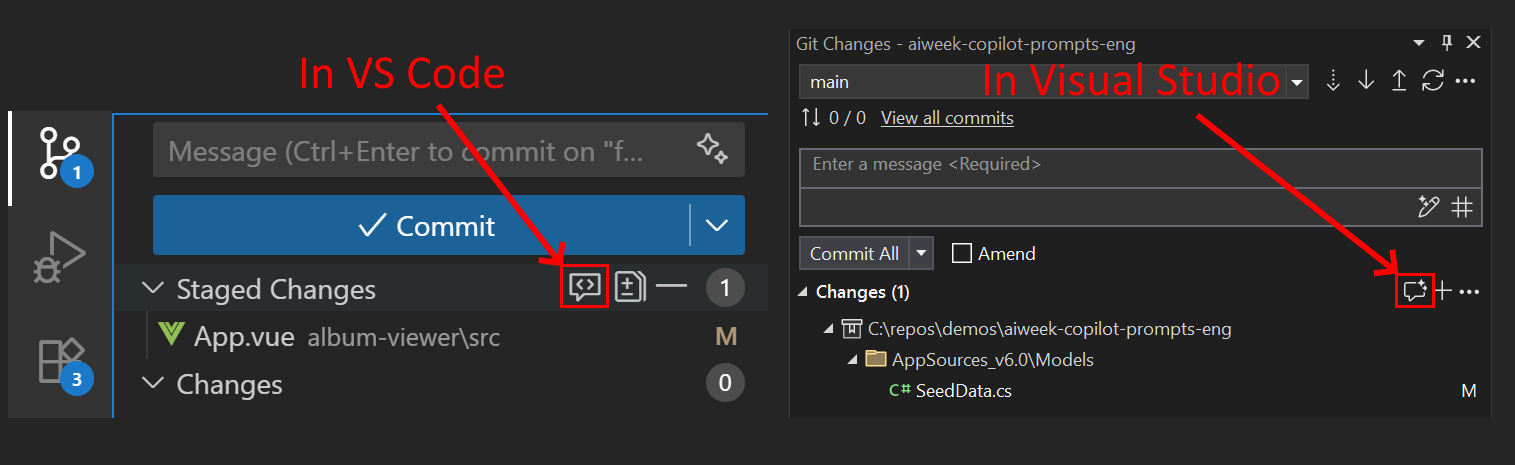 In VS Code
1
Message (Ctrl+Enter to commit on "f...
Commit
Staged Changes
1
App.vue album-viewer\src
M
Changes
0
3
Git Changes - aiweek-copilot-prompts-eng
main
In Visual Studio
0 / 0 View all commits
Enter a message <Required>
Commit All
Amend
Changes (1)
C:\repos\demos\aiweek-copilot-prompts-eng
AppSources_v6.0\Models
C# SeedData.cs
M